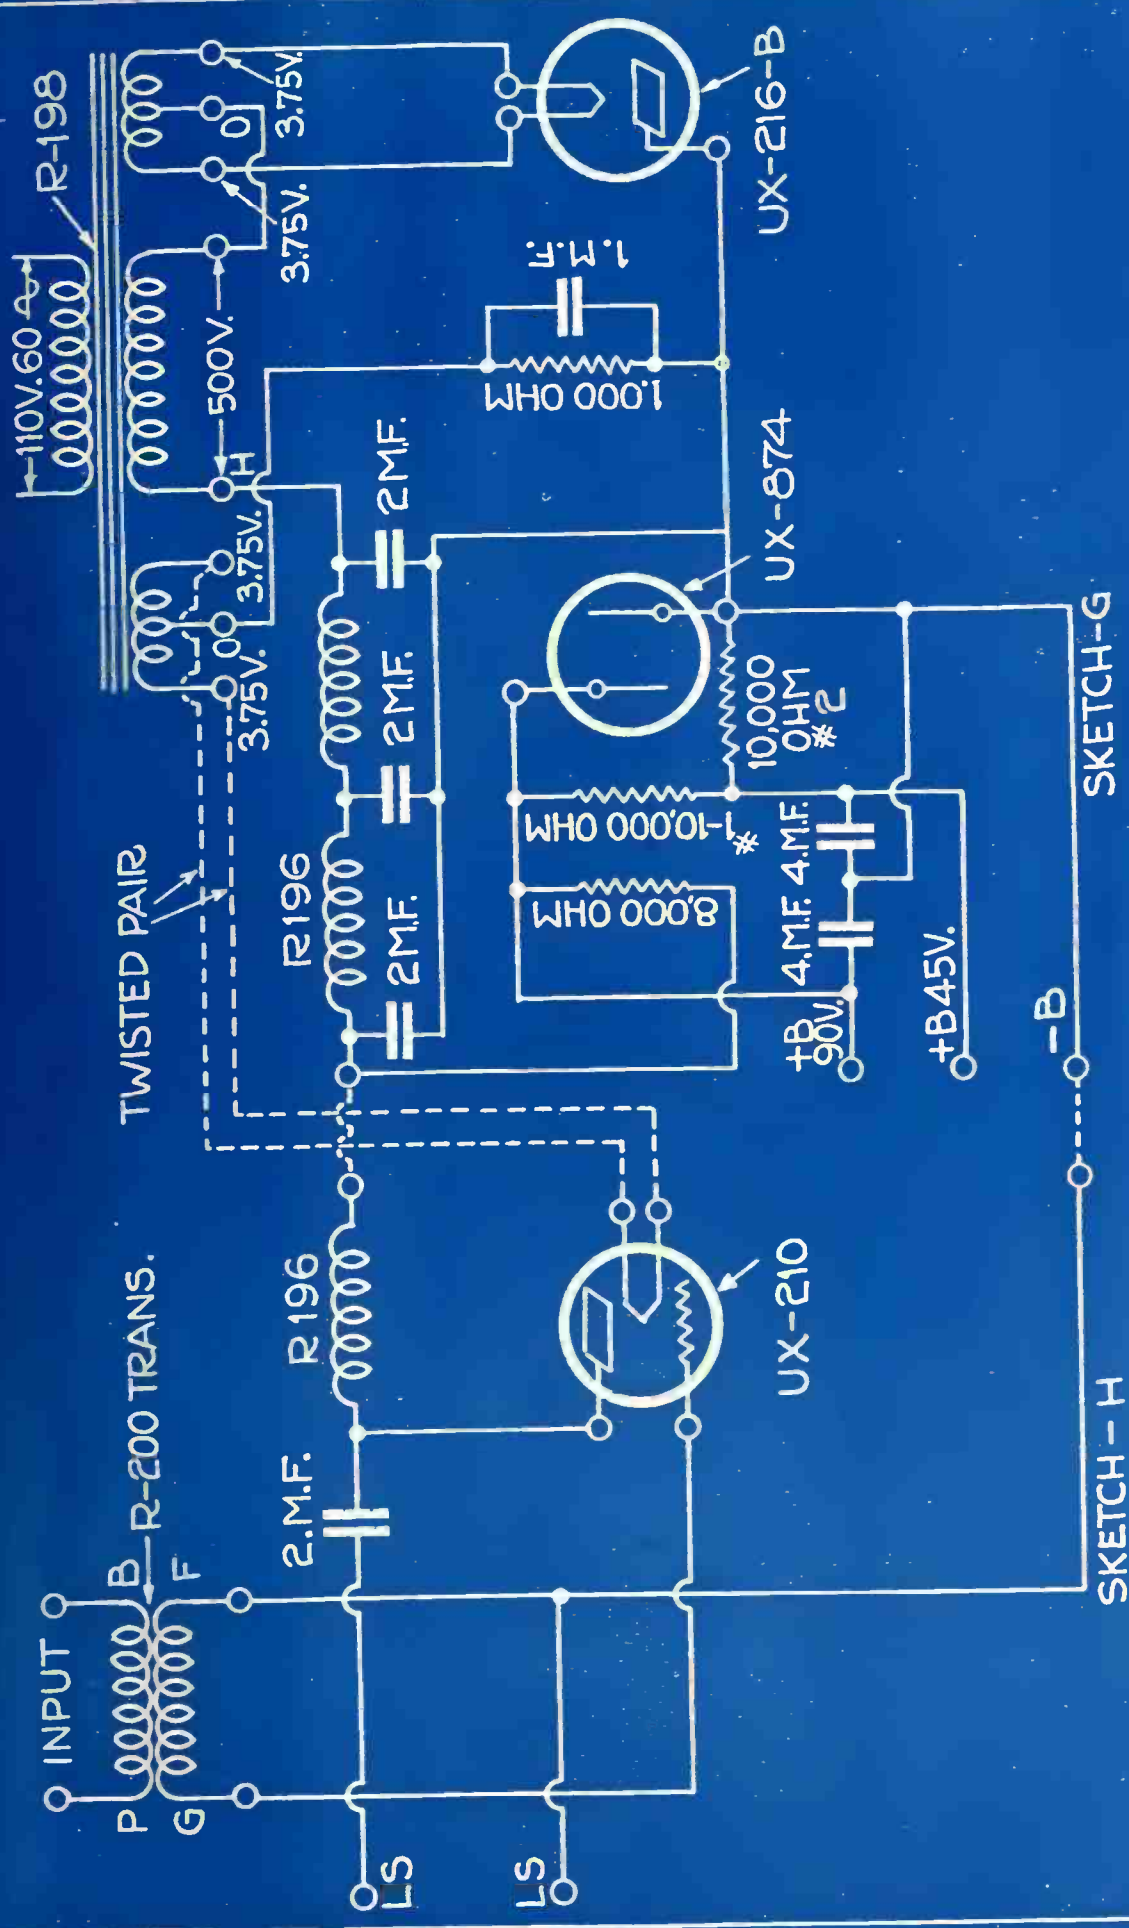 INPUT
P
B
R-200 TRANS.
G
F
TWISTED PAIR
110V.60
R-198
3.75V.
O
3.75V.
H
500V.
3.75V.
O
3.75V.
LS
LS
2.M.F.
R196
R196
2M.F.
2M.F.
2M.F.
1,000 OHM
1.M.F.
UX-216-B
UX-210
8,000 OHM
#1-10,000 OHM
10,000
OHM
#2
UX-874
+B
90V.
4.M.F.
4.M.F.
+B45V.
-B
SKETCH-H
SKETCH-G